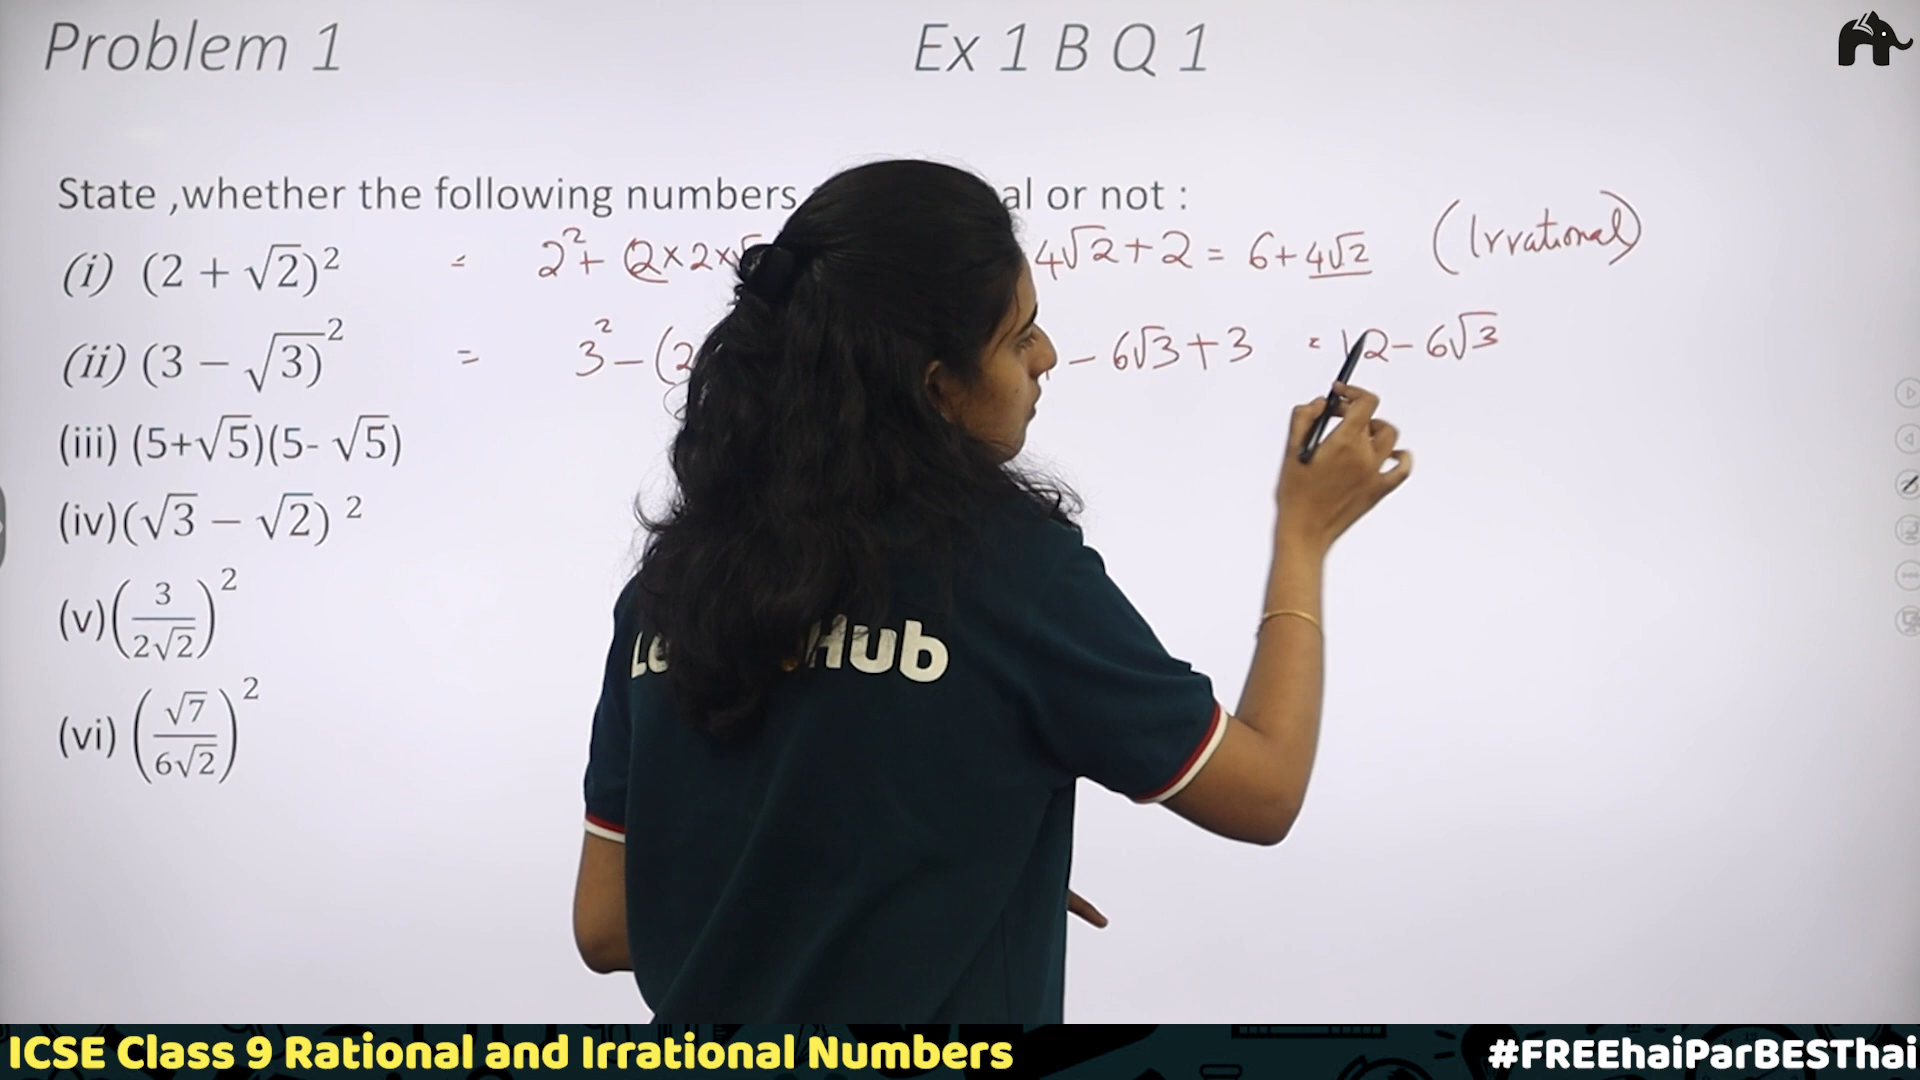 Problem 1
Ex 1 B Q 1
State ,whether the following numbers al or not :
(i) (2 + √2)² = 2² + (2×2×√ 4√2+2 = 6+4√2 (Irrational)
(ii) (3 − √3)² = 3² − (2 − 6√3+3 = 12− 6√3
(iii) (5+√5)(5- √5)
(iv)(√3 − √2) ²
(v)(3/2√2)²
(vi) (√7/6√2)²
Hub
ICSE Class 9 Rational and Irrational Numbers
#FREEhaiParBESThai